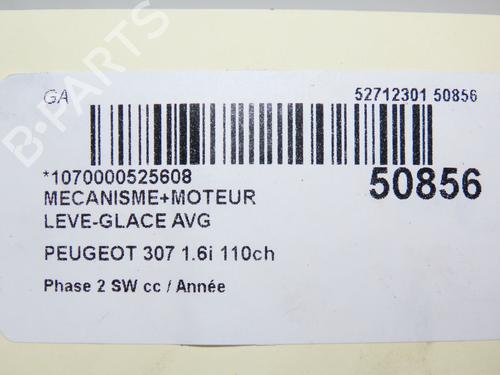 GA
52712301 50856
*1070000525608
50856
MECANISME+MOTEUR
LEVE-GLACE AVG
PEUGEOT 307 1.6i 110ch
Phase 2 SW cc / Année
B-PARTS